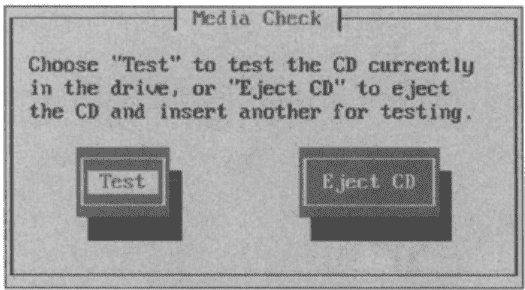 Media Check
Choose "Test" to test the CD currently
in the drive, or "Eject CD" to eject
the CD and insert another for testing.
Test
Eject CD